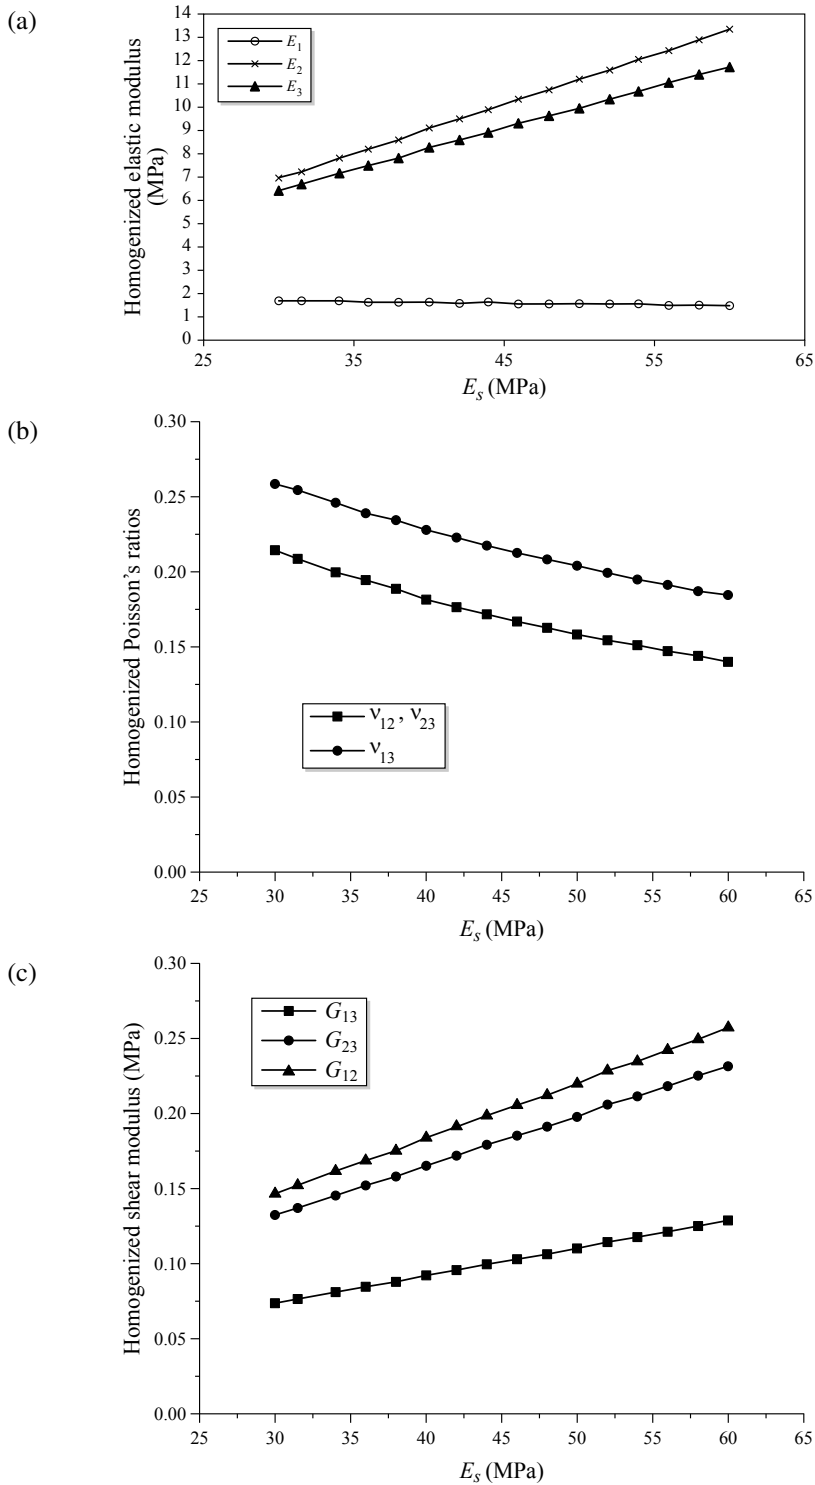 (a)
Homogenized elastic modulus
(MPa)
14
13
12
11
10
9
8
7
6
5
4
3
2
1
0
E1
E2
E3
25
35
45
55
65
Es (MPa)
(b)
Homogenized Poisson's ratios
0.30
0.25
0.20
0.15
0.10
0.05
0.00
ν12 , ν23
ν13
25
30
35
40
45
50
55
60
65
Es (MPa)
(c)
Homogenized shear modulus (MPa)
0.30
0.25
0.20
0.15
0.10
0.05
0.00
G13
G23
G12
25
30
35
40
45
50
55
60
65
Es (MPa)